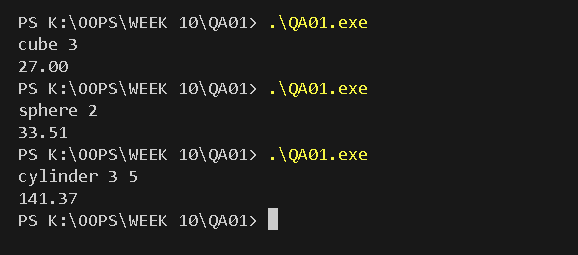 PS K:\OOPS\WEEK 10\QA01> .\QA01.exe
cube 3
27.00
PS K:\OOPS\WEEK 10\QA01> .\QA01.exe
sphere 2
33.51
PS K:\OOPS\WEEK 10\QA01> .\QA01.exe
cylinder 3 5
141.37
PS K:\OOPS\WEEK 10\QA01>